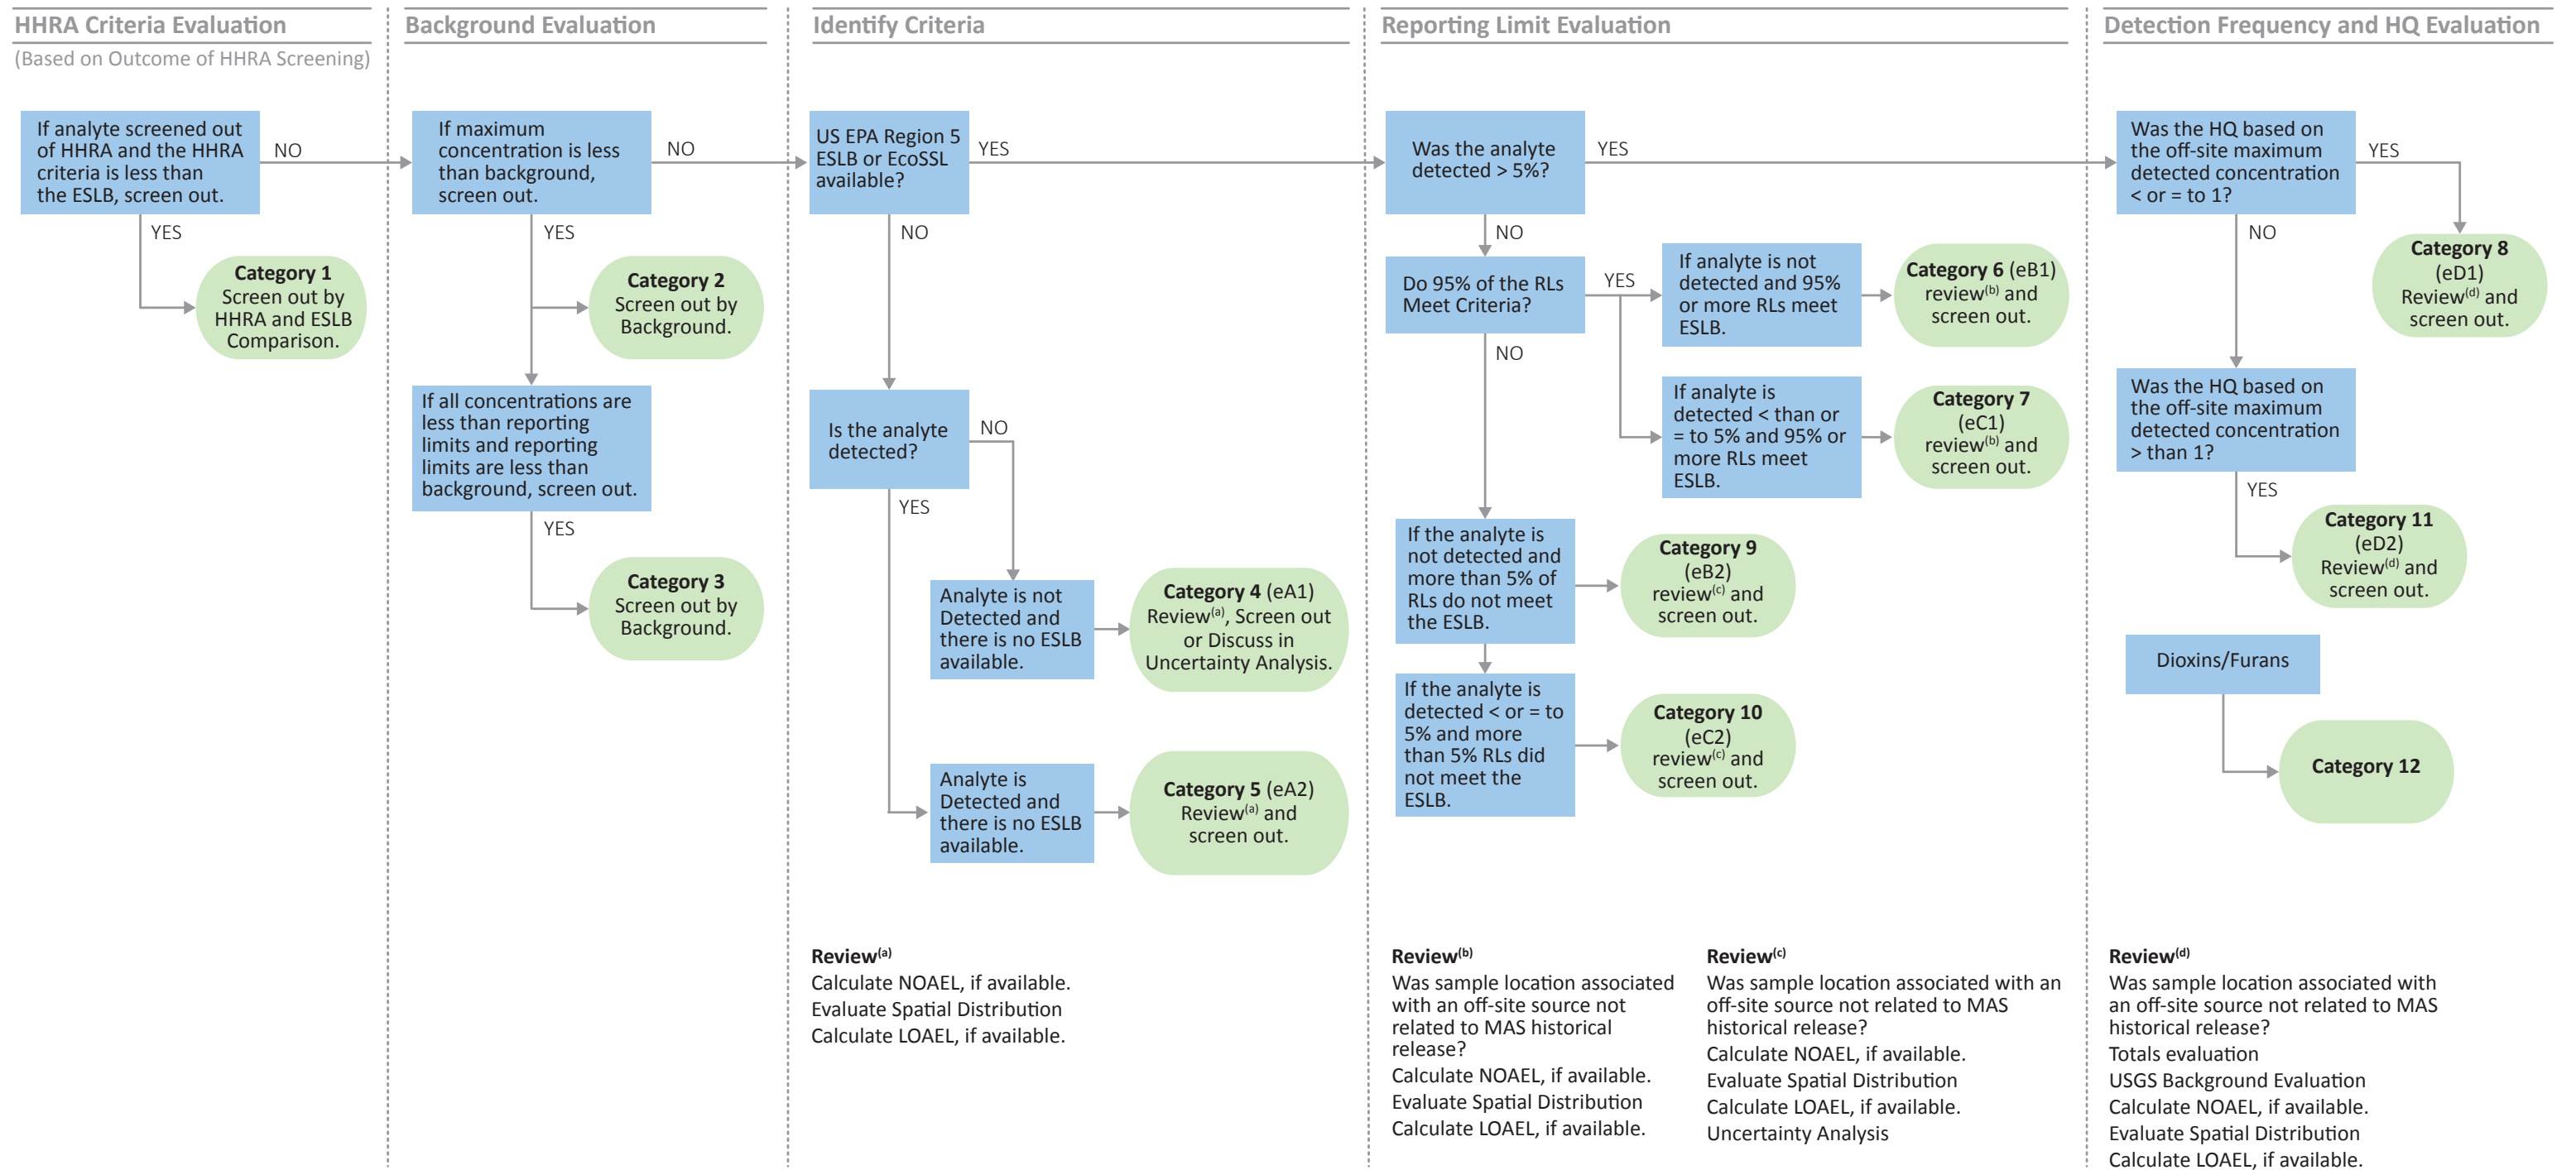 HHRA Criteria Evaluation
(Based on Outcome of HHRA Screening)
If analyte screened out
of HHRA and the HHRA
criteria is less than
the ESLB, screen out.
NO
YES
Category 1
Screen out by
HHRA and ESLB
Comparison.
Background Evaluation
If maximum
concentration is less
than background,
screen out.
NO
YES
Category 2
Screen out by
Background.
If all concentrations are
less than reporting
limits and reporting
limits are less than
background, screen out.
YES
Category 3
Screen out by
Background.
Identify Criteria
US EPA Region 5
ESLB or EcoSSL
available?
YES
NO
Is the analyte
detected?
NO
YES
Analyte is not
Detected and
there is no ESLB
available.
Category 4 (eA1)
Review(a), Screen out
or Discuss in
Uncertainty Analysis.
Analyte is
Detected and
there is no ESLB
available.
Category 5 (eA2)
Review(a) and
screen out.
Review(a)
Calculate NOAEL, if available.
Evaluate Spatial Distribution
Calculate LOAEL, if available.
Reporting Limit Evaluation
Was the analyte
detected > 5%?
YES
NO
Do 95% of the RLs
Meet Criteria?
YES
NO
If analyte is not
detected and 95%
or more RLs meet
ESLB.
Category 6 (eB1)
review(b) and
screen out.
If analyte is
detected < than or
= to 5% and 95% or
more RLs meet
ESLB.
Category 7
(eC1)
review(b) and
screen out.
If the analyte is
not detected and
more than 5% of
RLs do not meet
the ESLB.
Category 9
(eB2)
review(c) and
screen out.
If the analyte is
detected < or = to
5% and more
than 5% RLs did
not meet the
ESLB.
Category 10
(eC2)
review(c) and
screen out.
Review(b)
Was sample location associated
with an off-site source not
related to MAS historical
release?
Calculate NOAEL, if available.
Evaluate Spatial Distribution
Calculate LOAEL, if available.
Review(c)
Was sample location associated with an
off-site source not related to MAS
historical release?
Calculate NOAEL, if available.
Evaluate Spatial Distribution
Calculate LOAEL, if available.
Uncertainty Analysis
Detection Frequency and HQ Evaluation
Was the HQ based on
the off-site maximum
detected concentration
< or = to 1?
YES
NO
Category 8
(eD1)
Review(d) and
screen out.
Was the HQ based on
the off-site maximum
detected concentration
> than 1?
YES
Category 11
(eD2)
Review(d) and
screen out.
Dioxins/Furans
Category 12
Review(d)
Was sample location associated with
an off-site source not related to MAS
historical release?
Totals evaluation
USGS Background Evaluation
Calculate NOAEL, if available.
Evaluate Spatial Distribution
Calculate LOAEL, if available.